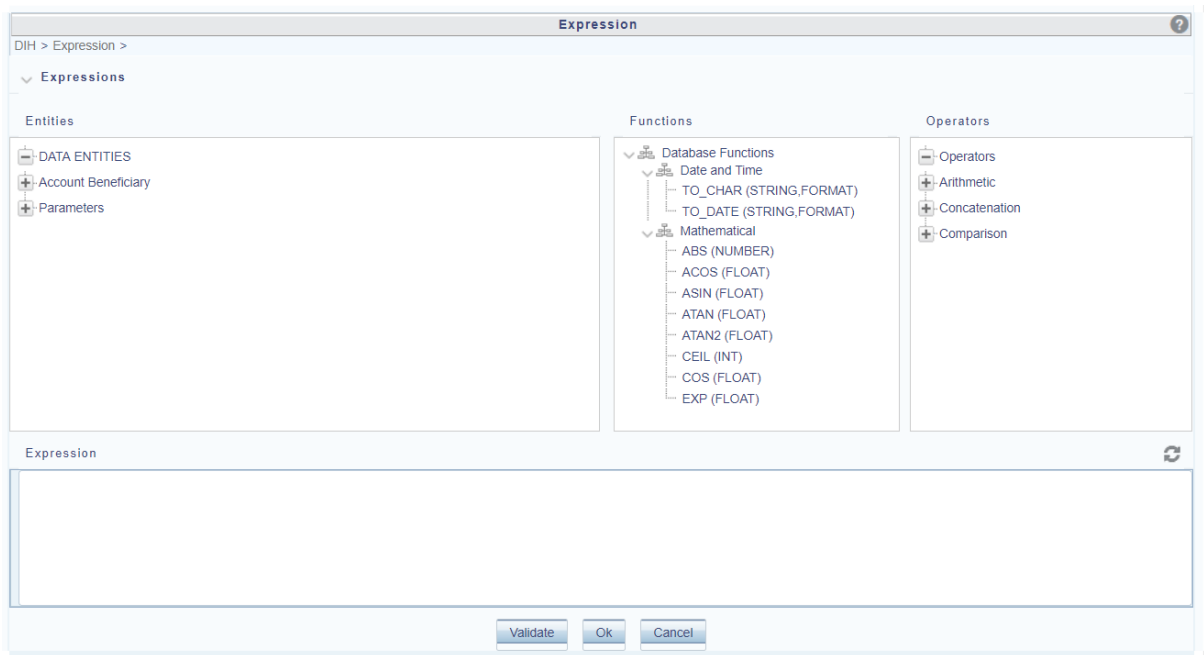 Expression
DIH > Expression >
Expressions
Entities
DATA ENTITIES
Account Beneficiary
Parameters
Functions
Database Functions
Date and Time
TO_CHAR (STRING,FORMAT)
TO_DATE (STRING,FORMAT)
Mathematical
ABS (NUMBER)
ACOS (FLOAT)
ASIN (FLOAT)
ATAN (FLOAT)
ATAN2 (FLOAT)
CEIL (INT)
COS (FLOAT)
EXP (FLOAT)
Operators
Operators
Arithmetic
Concatenation
Comparison
Expression
Validate
Ok
Cancel